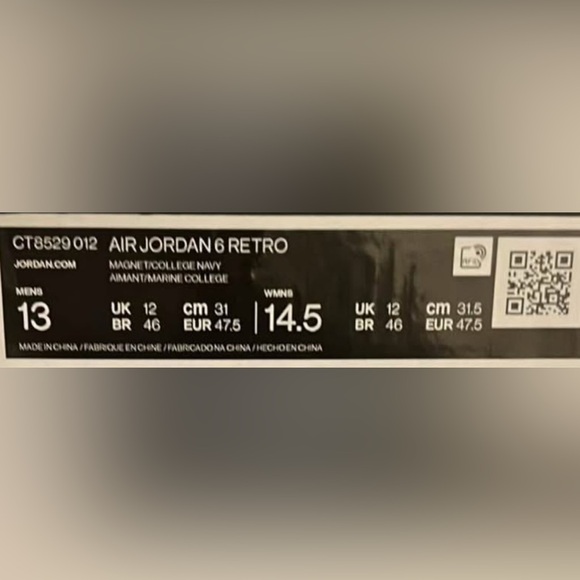 CT8529 012 AIR JORDAN 6 RETRO
JORDAN.COM MAGNET/COLLEGE NAVY
AIMANT/MARINE COLLEGE
MENS WMNS
13 UK 12 cm 31 14.5 UK 12 cm 31.5
BR 46 EUR 47.5 BR 46 EUR 47.5
MADE IN CHINA / FABRIQUE EN CHINE / FABRICADO NA CHINA / HECHO EN CHINA